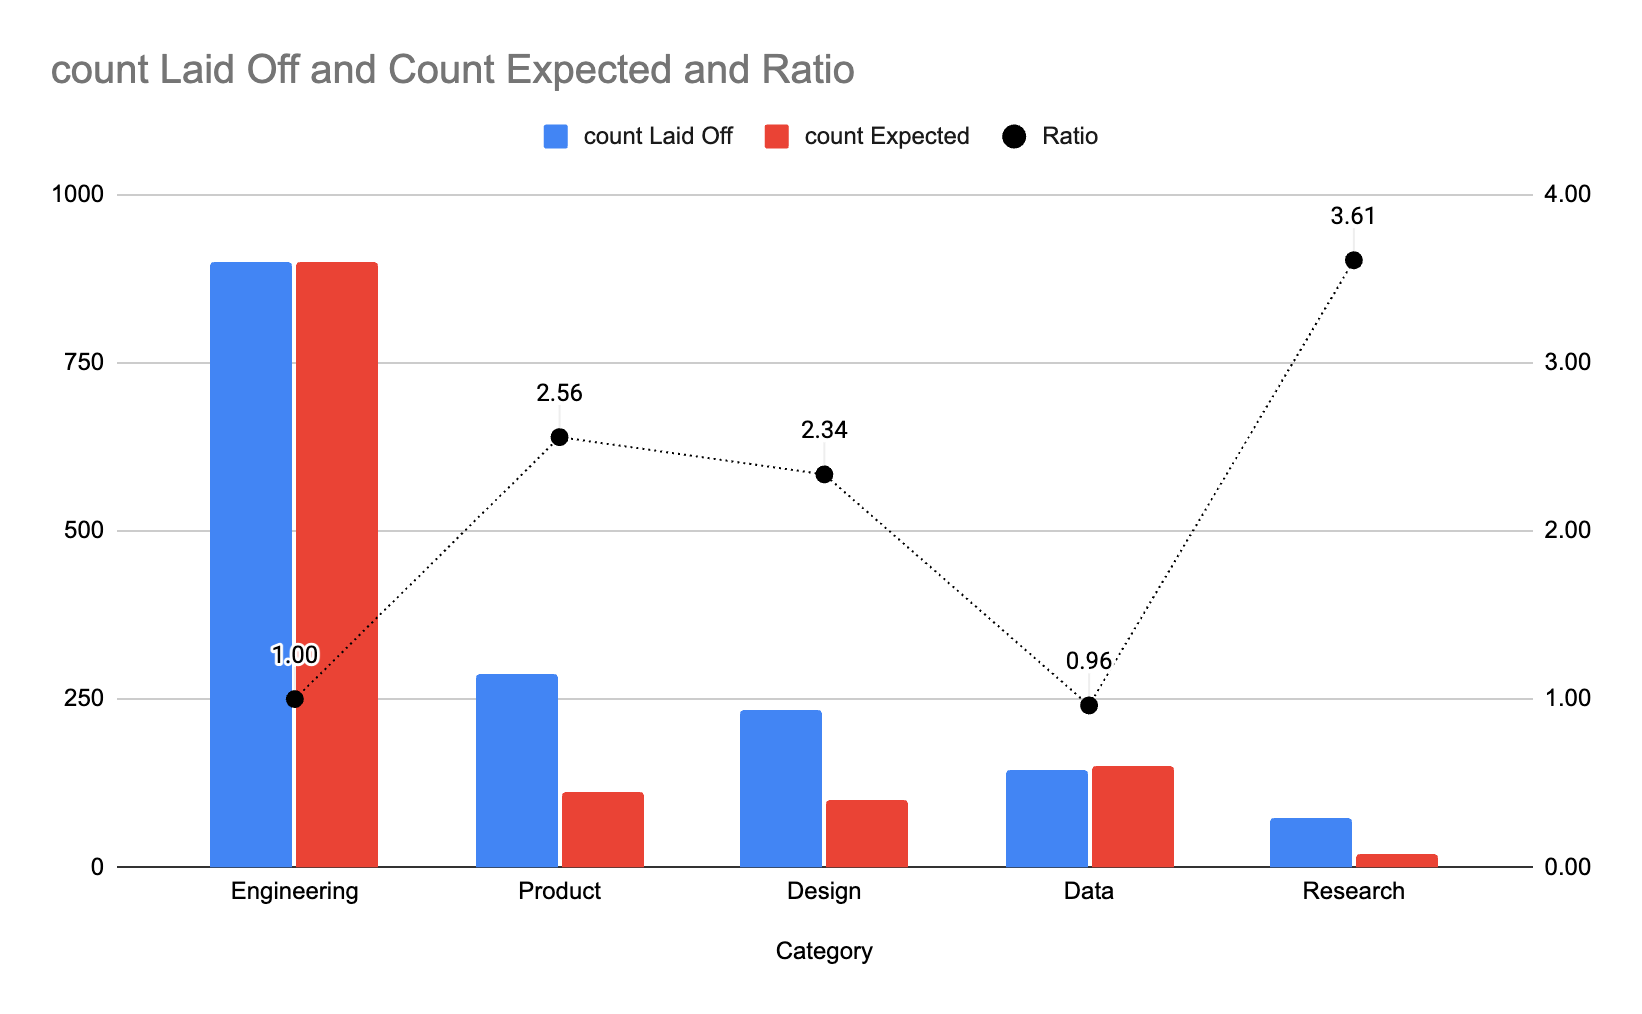 count Laid Off and Count Expected and Ratio
count Laid Off count Expected Ratio
1000 4.00
3.61
750 3.00
2.56
2.34
500 2.00
1.00 0.96
250 1.00
0 0.00
Engineering Product Design Data Research
Category